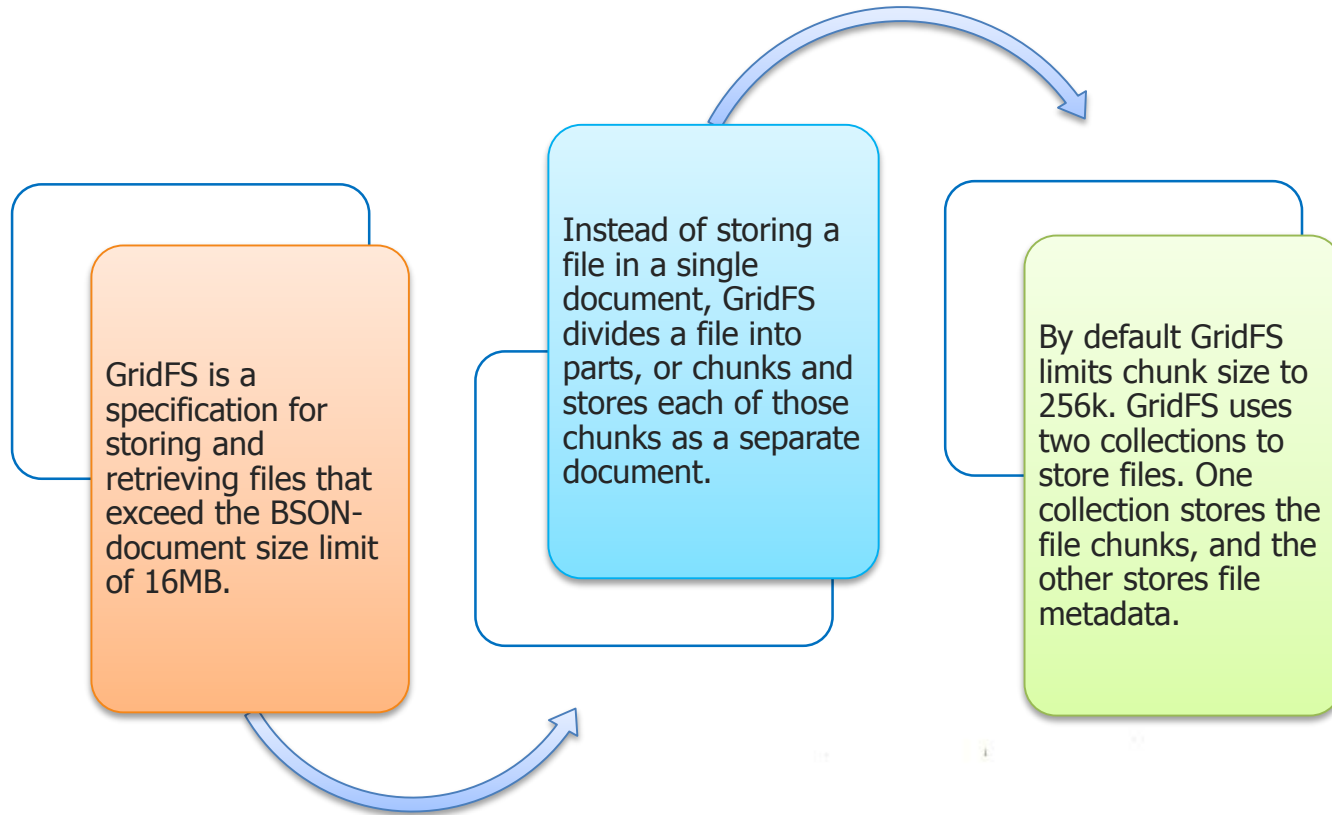 GridFS is a
specification for
storing and
retrieving files that
exceed the BSON-
document size limit
of 16MB.
Instead of storing a
file in a single
document, GridFS
divides a file into
parts, or chunks and
stores each of those
chunks as a separate
document.
By default GridFS
limits chunk size to
256k. GridFS uses
two collections to
store files. One
collection stores the
file chunks, and the
other stores file
metadata.